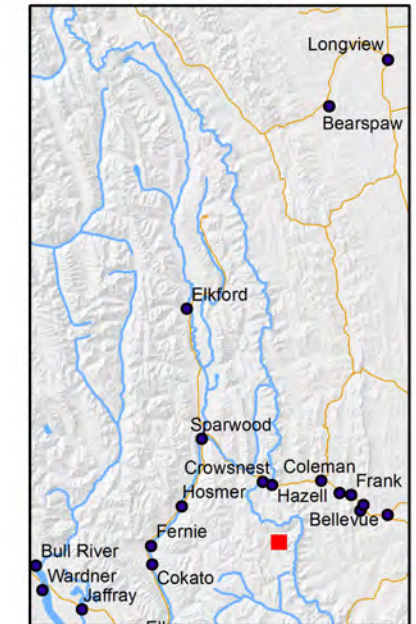 Longview
Bearspaw
Elkford
Sparwood
Crowsnest
Coleman
Hosmer
Hazell
Frank
Bellevue
Fernie
Bull River
Cokato
Wardner
Jaffray